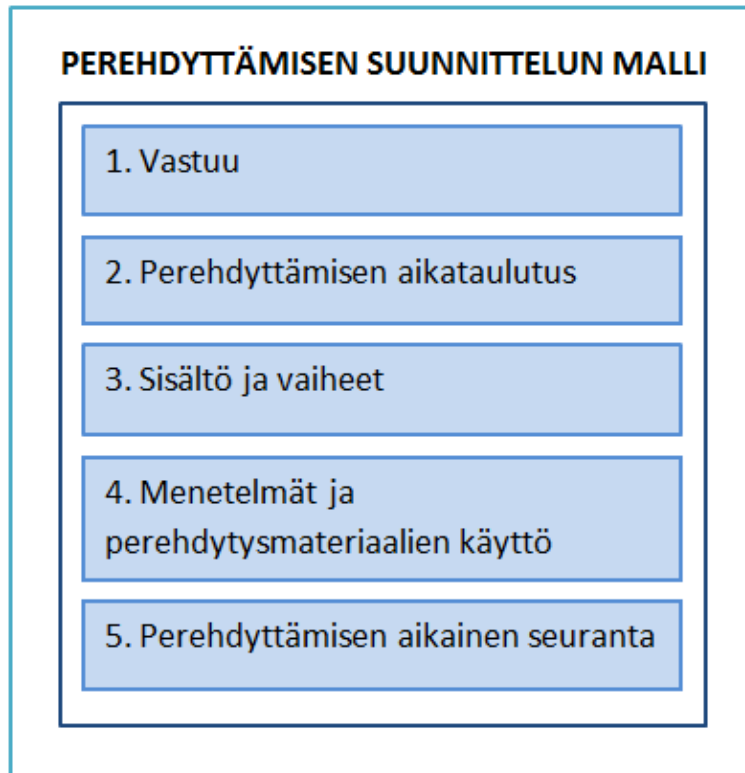 PEREHDYTTÄMISEN SUUNNITTELUN MALLI
1. Vastuu
2. Perehdyttämisen aikataulutus
3. Sisältö ja vaiheet
4. Menetelmät ja
perehdytysmateriaalien käyttö
5. Perehdyttämisen aikainen seuranta